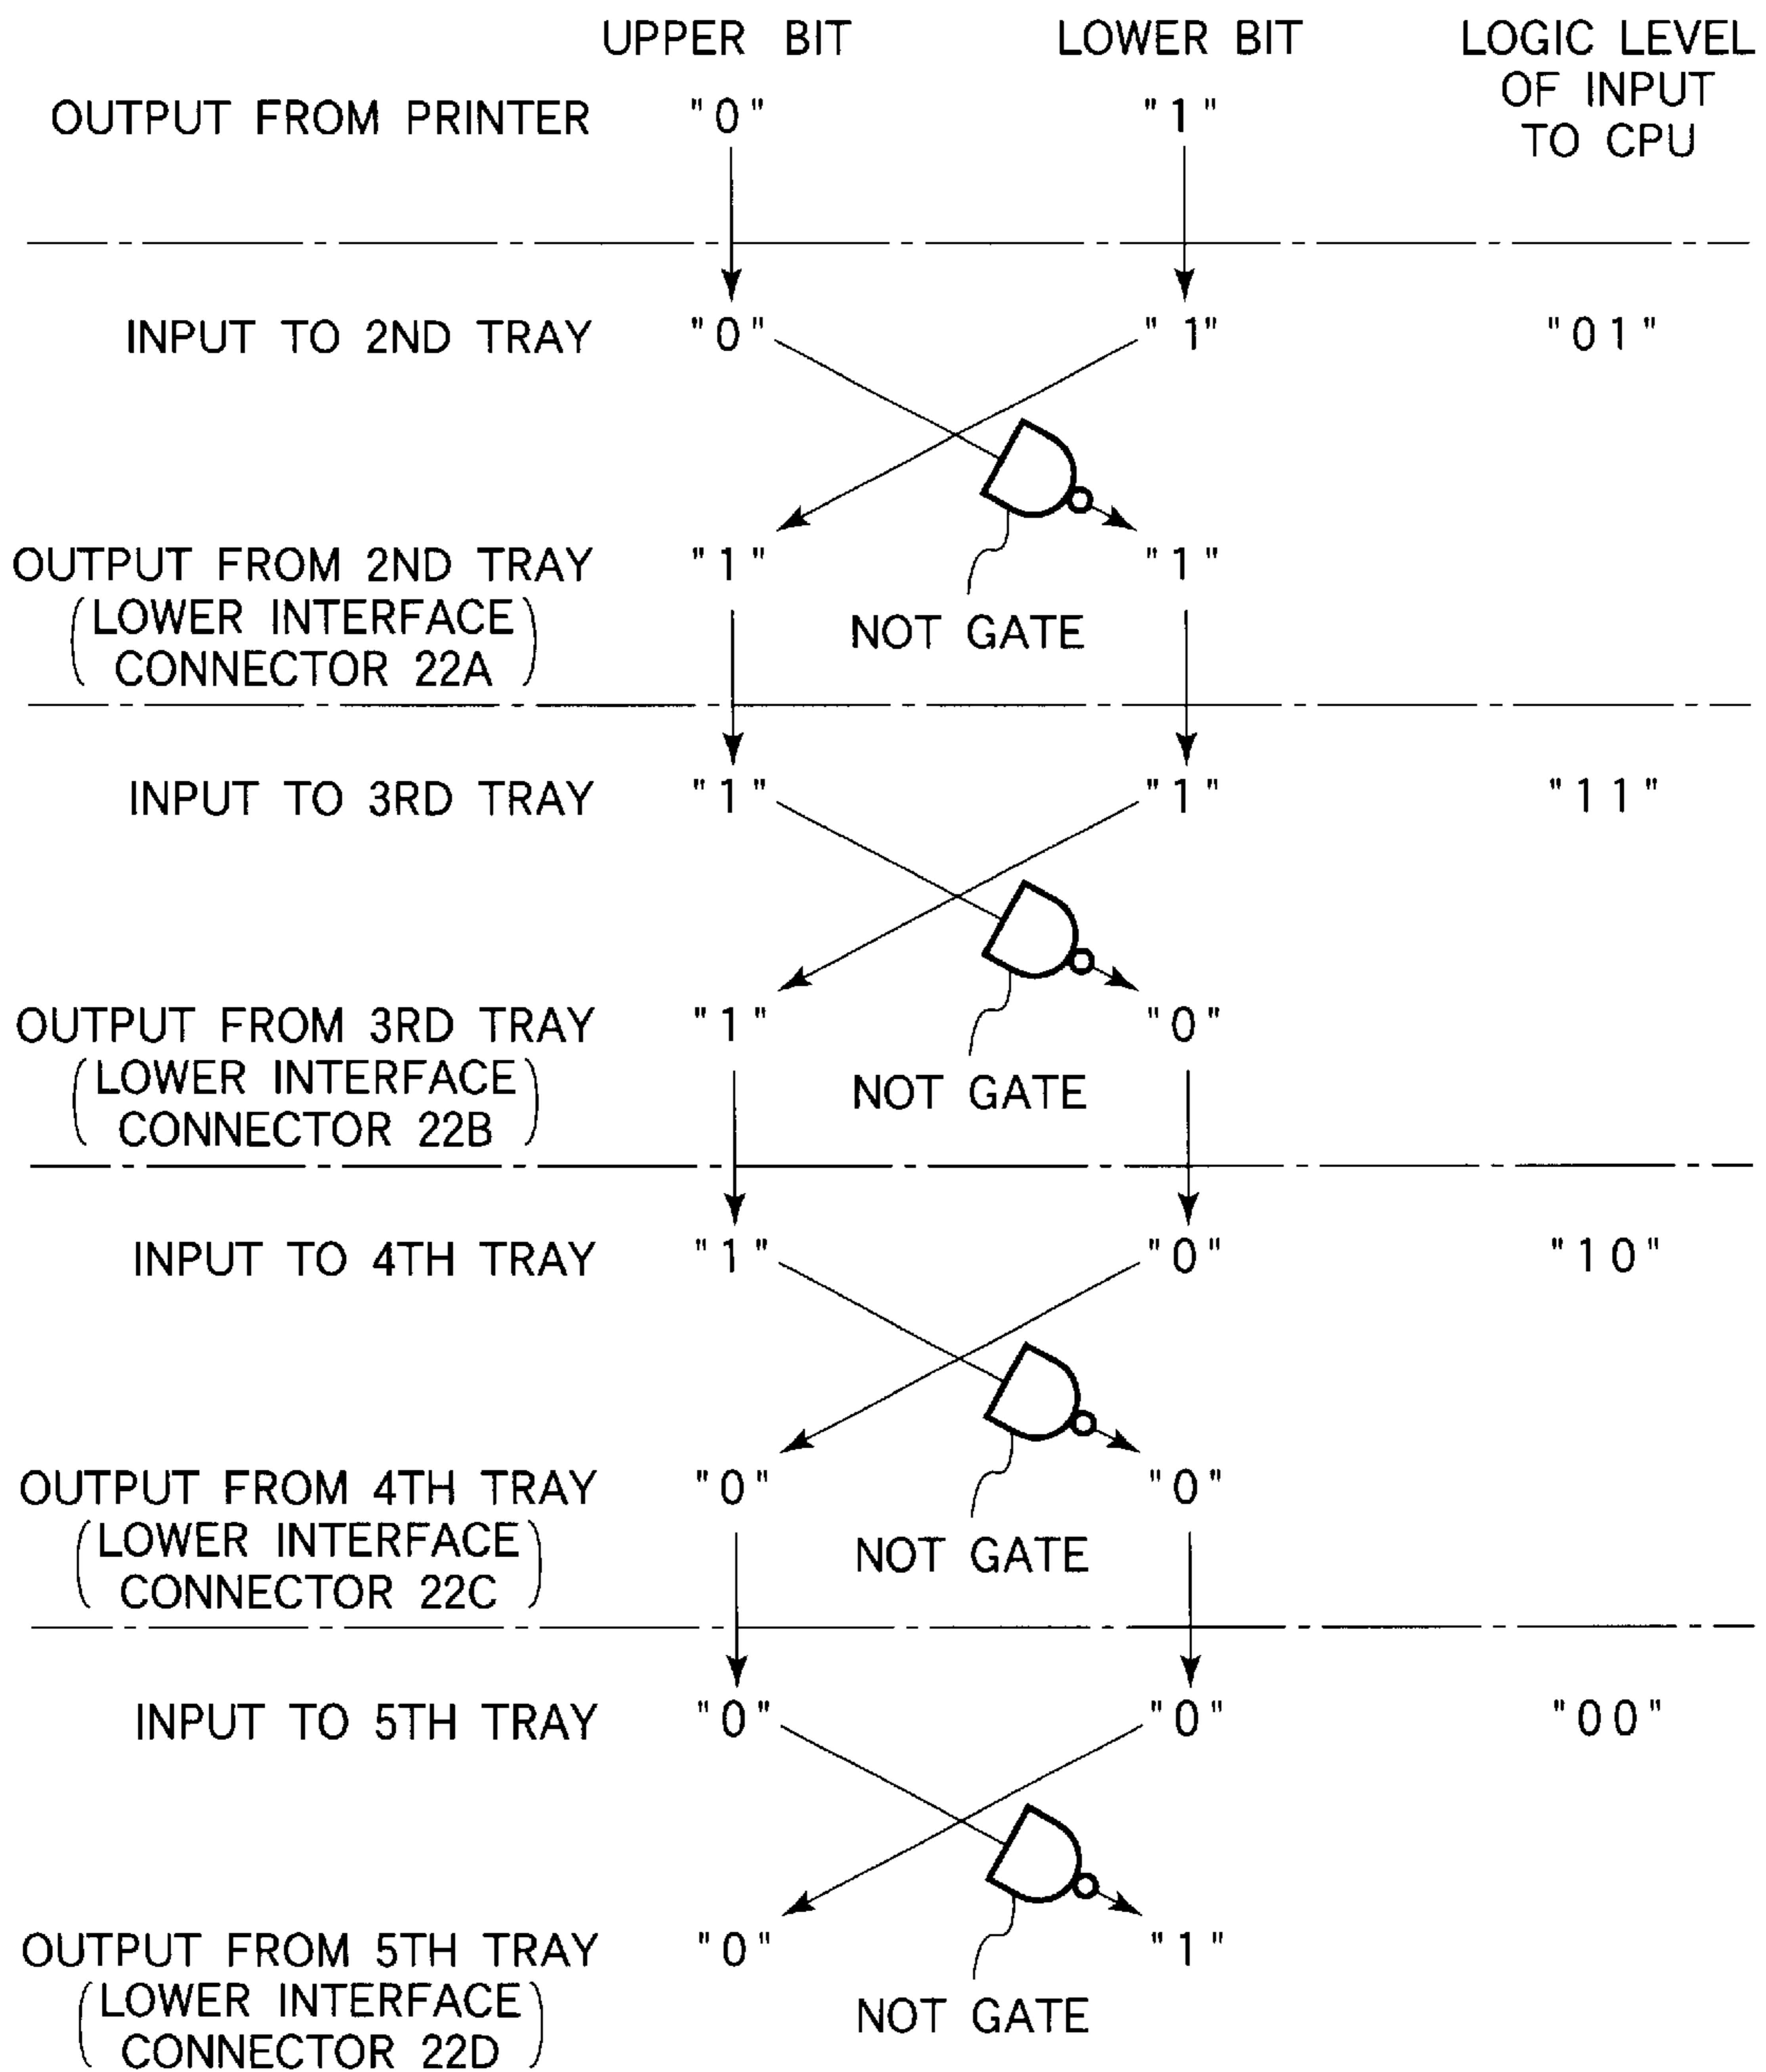 UPPER BIT LOWER BIT LOGIC LEVEL
OF INPUT
TO CPU
OUTPUT FROM PRINTER "0" "1"
INPUT TO 2ND TRAY "0" "1" "01"
OUTPUT FROM 2ND TRAY "1" "1"
(LOWER INTERFACE
CONNECTOR 22A)
NOT GATE
INPUT TO 3RD TRAY "1" "1" "11"
OUTPUT FROM 3RD TRAY "1" "0"
(LOWER INTERFACE
CONNECTOR 22B)
NOT GATE
INPUT TO 4TH TRAY "1" "0" "10"
OUTPUT FROM 4TH TRAY "0" "0"
(LOWER INTERFACE
CONNECTOR 22C)
NOT GATE
INPUT TO 5TH TRAY "0" "0" "00"
OUTPUT FROM 5TH TRAY "0" "1"
(LOWER INTERFACE
CONNECTOR 22D)
NOT GATE